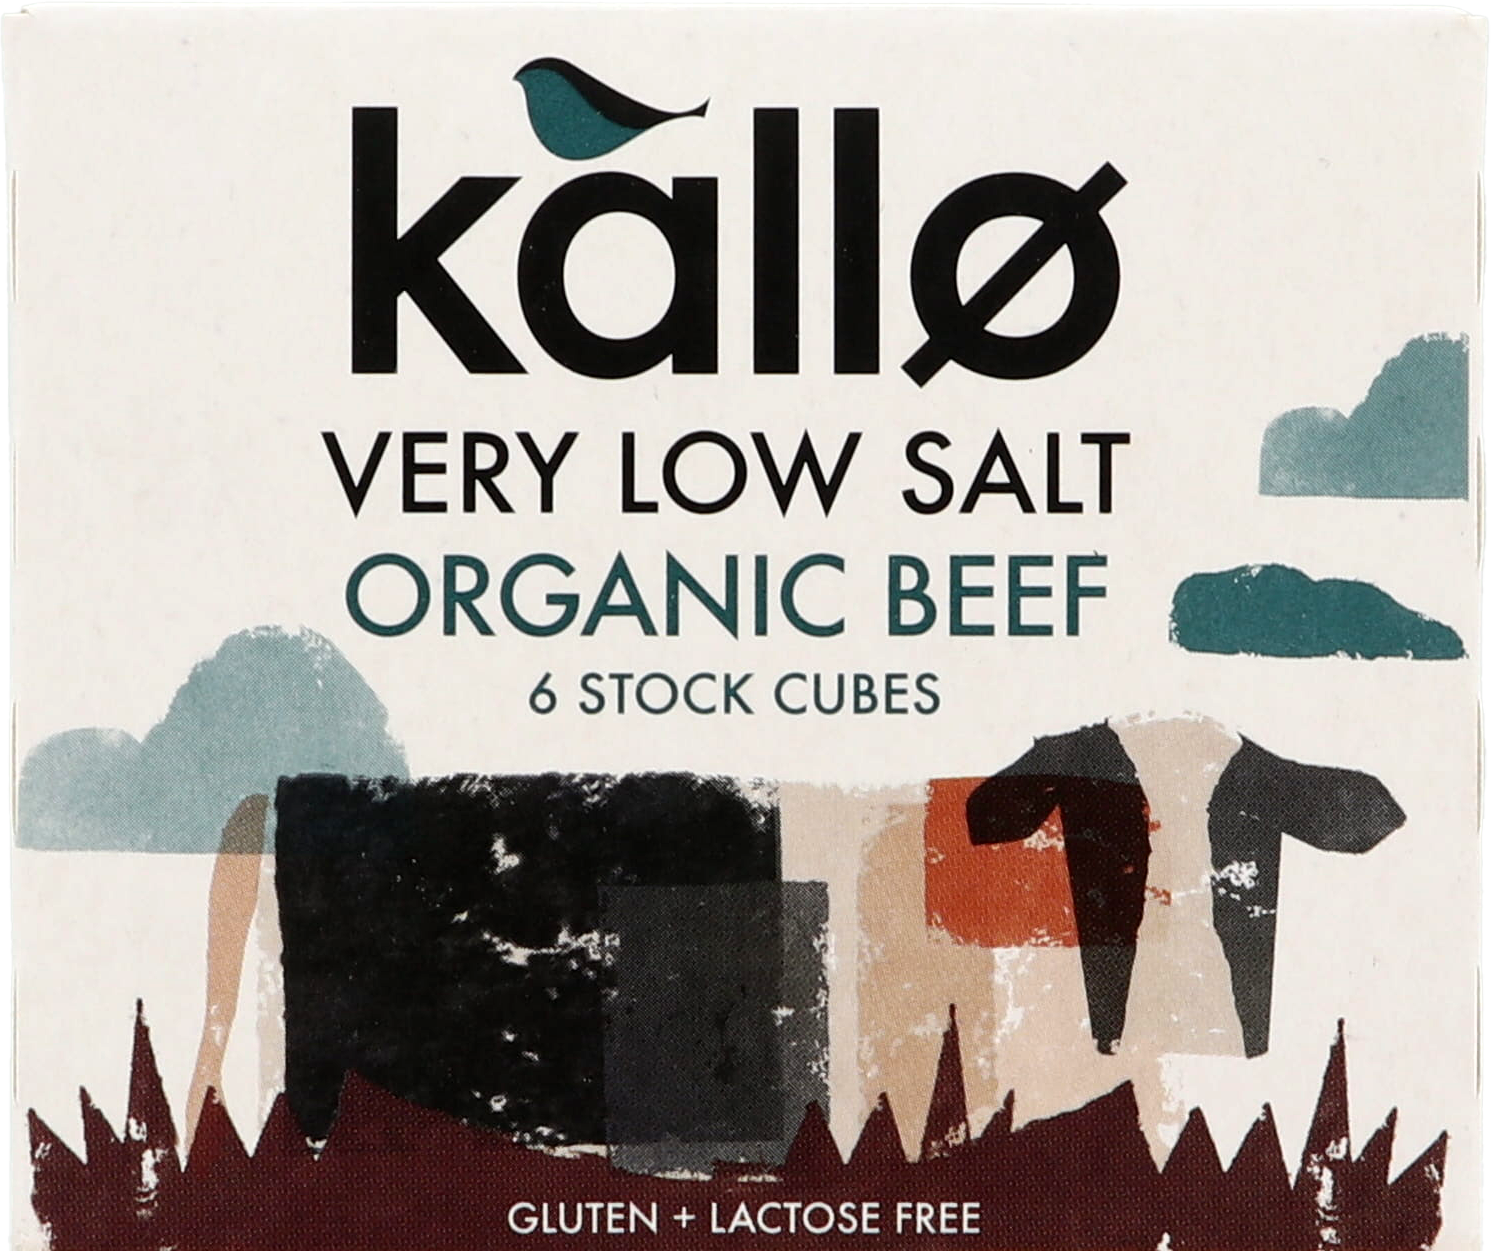 kallø
VERY LOW SALT
ORGANIC BEEF
6 STOCK CUBES
GLUTEN + LACTOSE FREE